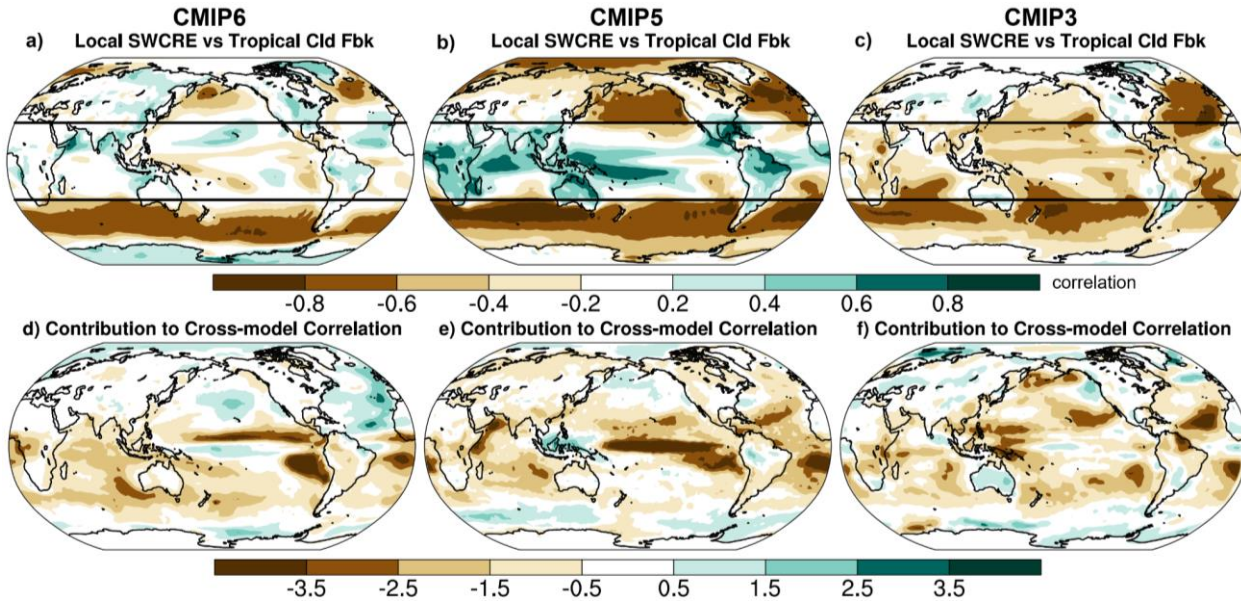 CMIP6 CMIP5 CMIP3
a) Local SWCRE vs Tropical Cld Fbk b) Local SWCRE vs Tropical Cld Fbk c) Local SWCRE vs Tropical Cld Fbk
correlation
-0.8 -0.6 -0.4 -0.2 0.2 0.4 0.6 0.8
d) Contribution to Cross-model Correlation e) Contribution to Cross-model Correlation f) Contribution to Cross-model Correlation
-3.5 -2.5 -1.5 -0.5 0.5 1.5 2.5 3.5